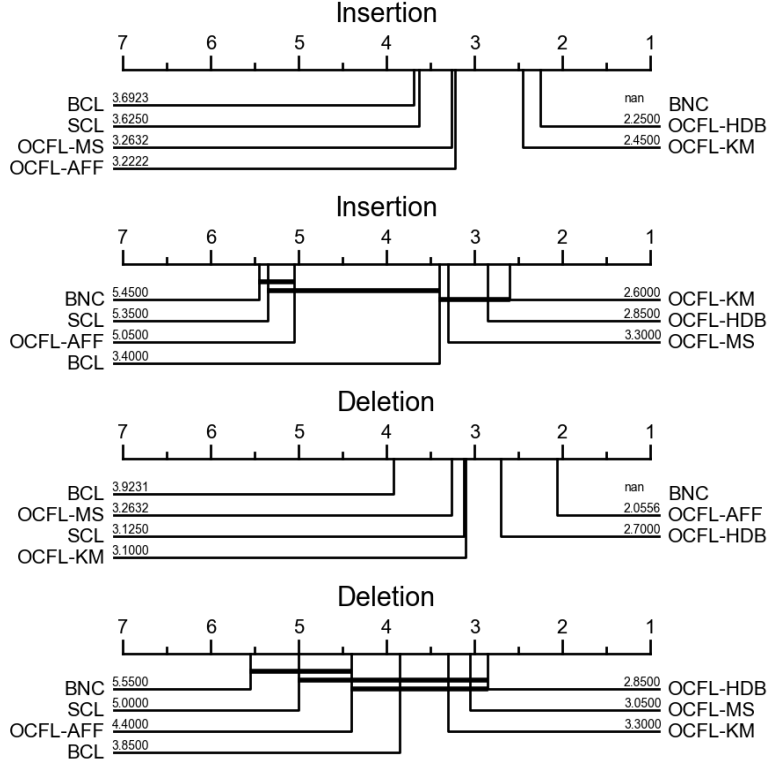 Insertion
7 6 5 4 3 2 1
BCL 3.6923 nan BNC
SCL 3.6250 2.2500 OCFL-HDB
OCFL-MS 3.2632 2.4500 OCFL-KM
OCFL-AFF 3.2222
Insertion
7 6 5 4 3 2 1
BNC 5.4500 2.6000 OCFL-KM
SCL 5.3500 2.8500 OCFL-HDB
OCFL-AFF 5.0500 3.3000 OCFL-MS
BCL 3.4000
Deletion
7 6 5 4 3 2 1
BCL 3.9231 nan BNC
OCFL-MS 3.2632 2.0556 OCFL-AFF
SCL 3.1250 2.7000 OCFL-HDB
OCFL-KM 3.1000
Deletion
7 6 5 4 3 2 1
BNC 5.5500 2.8500 OCFL-HDB
SCL 5.0000 3.0500 OCFL-MS
OCFL-AFF 4.4000 3.3000 OCFL-KM
BCL 3.8500